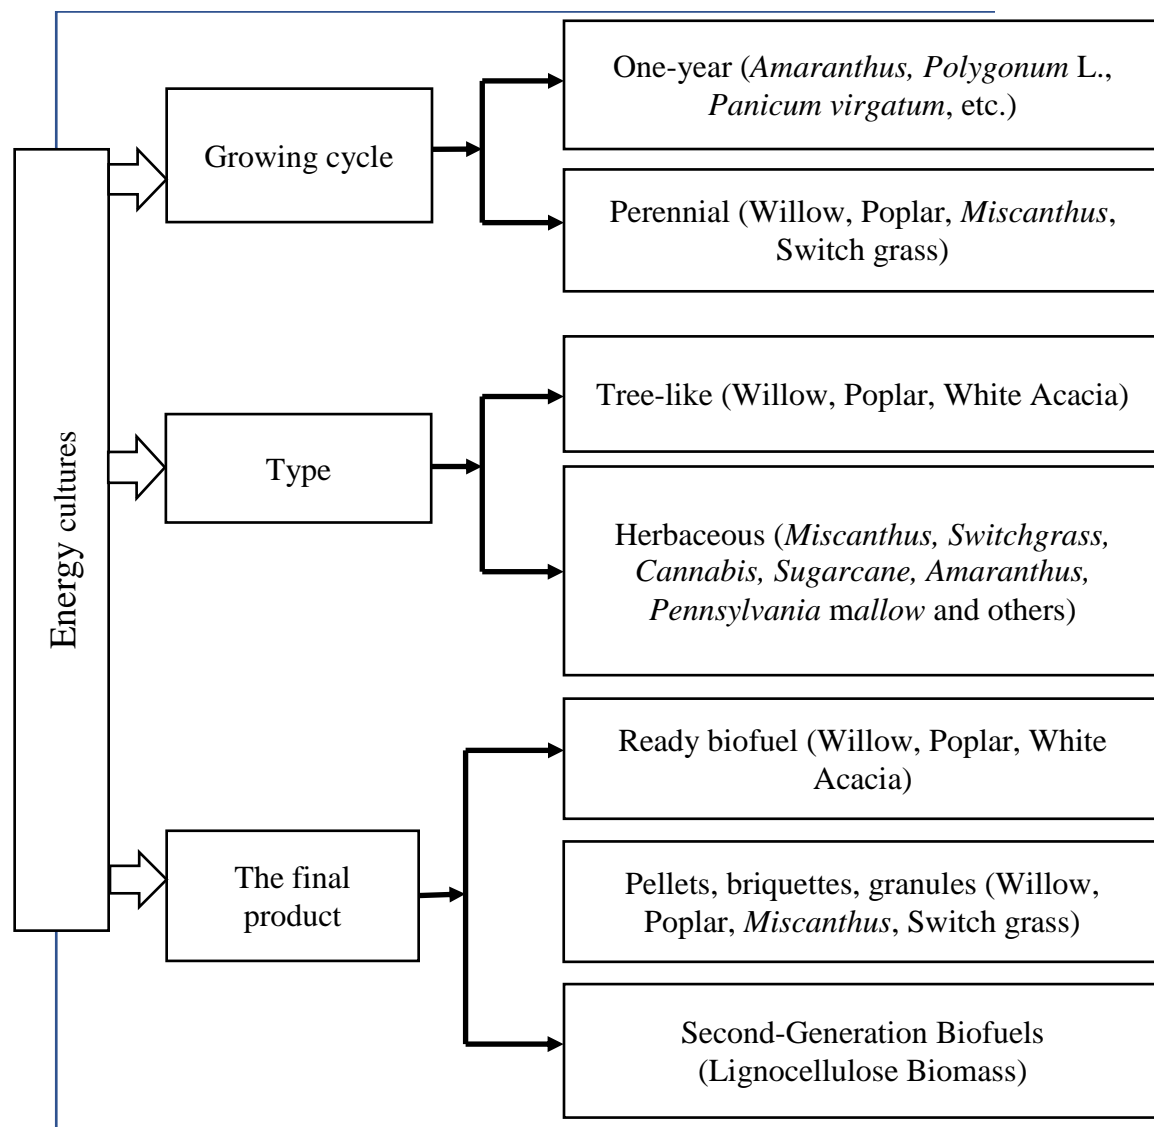 Energy cultures
Growing cycle
One-year (Amaranthus, Polygonum L.,
Panicum virgatum, etc.)
Perennial (Willow, Poplar, Miscanthus,
Switch grass)
Type
Tree-like (Willow, Poplar, White Acacia)
Herbaceous (Miscanthus, Switchgrass,
Cannabis, Sugarcane, Amaranthus,
Pennsylvania mallow and others)
The final
product
Ready biofuel (Willow, Poplar, White
Acacia)
Pellets, briquettes, granules (Willow,
Poplar, Miscanthus, Switch grass)
Second-Generation Biofuels
(Lignocellulose Biomass)